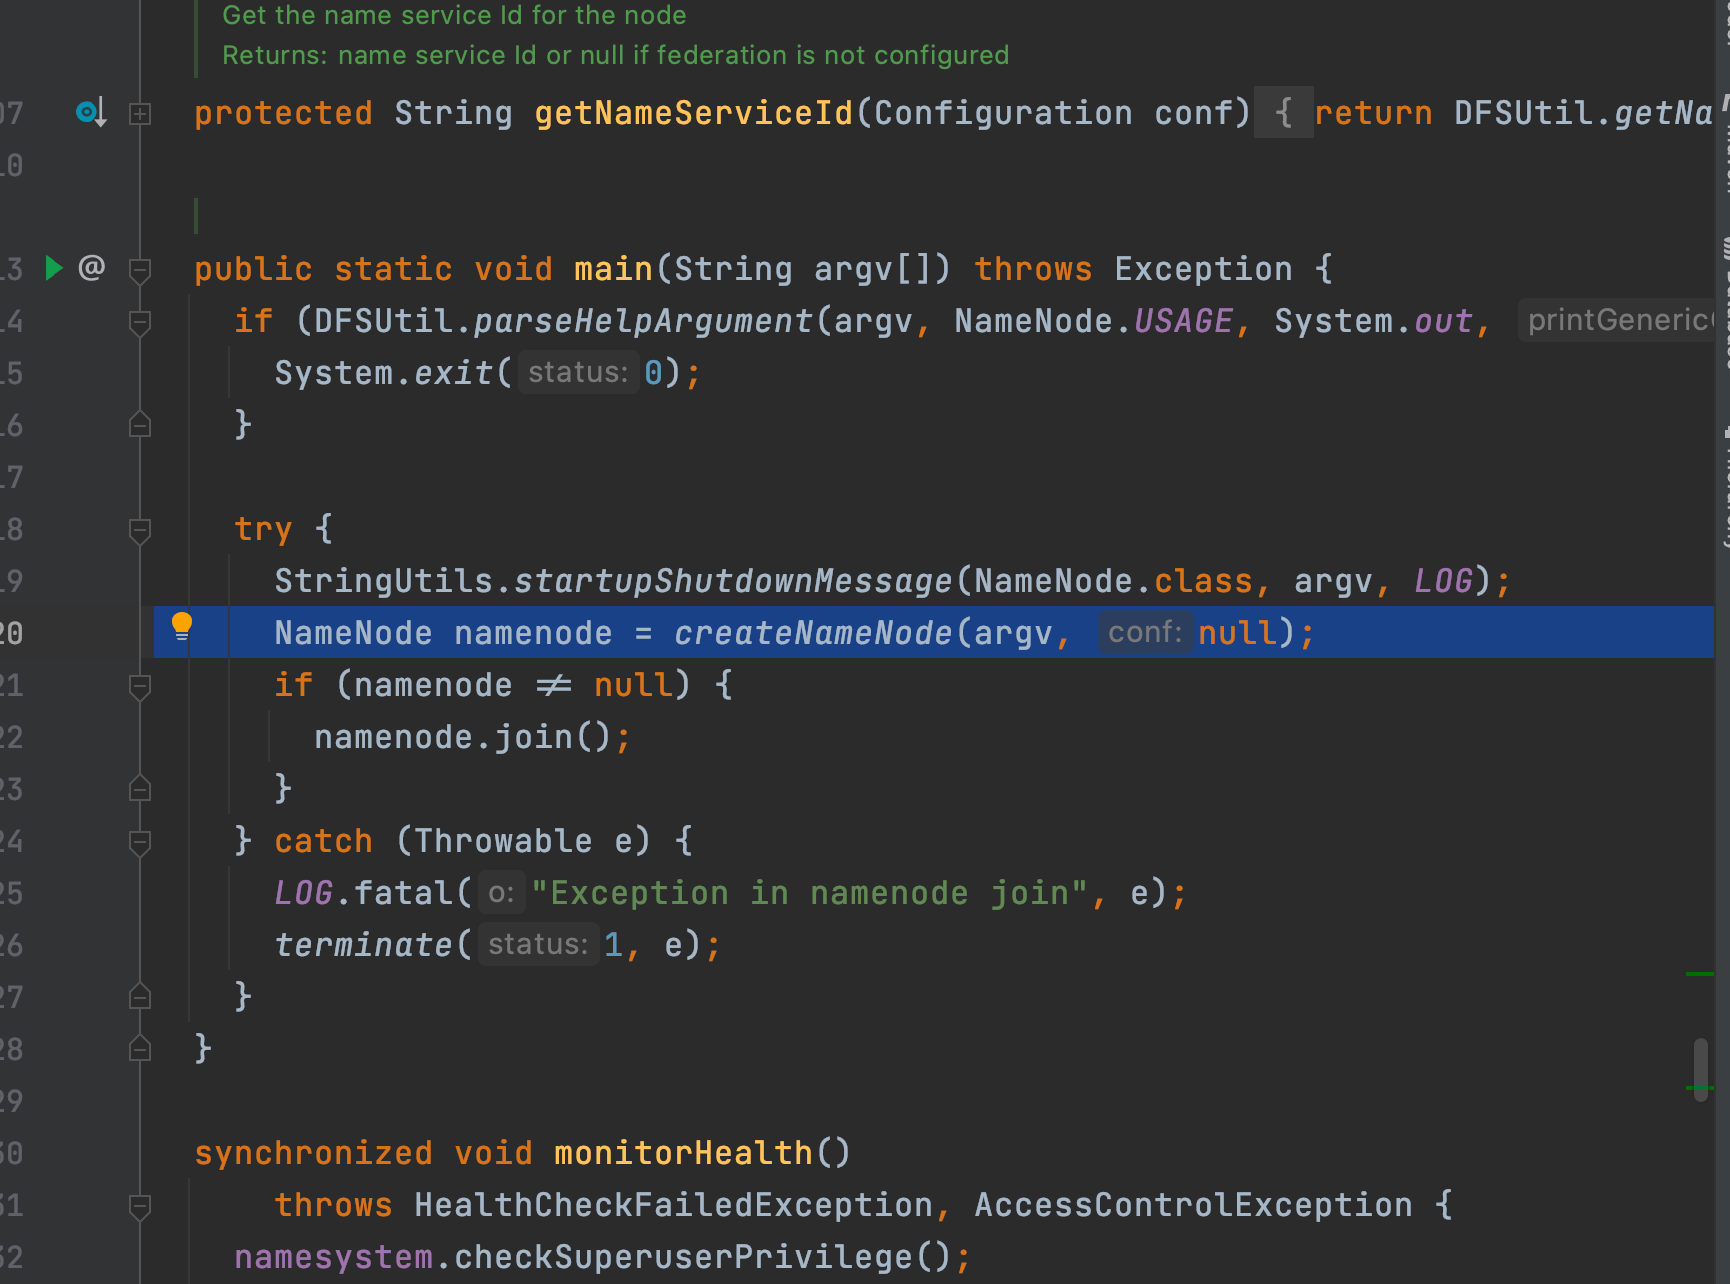 Get the name service Id for the node
Returns: name service Id or null if federation is not configured
07 protected String getNameServiceId(Configuration conf) { return DFSUtil.getNa
10
13 @ public static void main(String argv[]) throws Exception {
14 if (DFSUtil.parseHelpArgument(argv, NameNode.USAGE, System.out, printGeneric
15 System.exit( status: 0);
16 }
17
18 try {
19 StringUtils.startupShutdownMessage(NameNode.class, argv, LOG);
20 NameNode namenode = createNameNode(argv, conf: null);
21 if (namenode ≠ null) {
22 namenode.join();
23 }
24 } catch (Throwable e) {
25 LOG.fatal( o: "Exception in namenode join", e);
26 terminate( status: 1, e);
27 }
28 }
29
30 synchronized void monitorHealth()
31 throws HealthCheckFailedException, AccessControlException {
32 namesystem.checkSuperuserPrivilege();